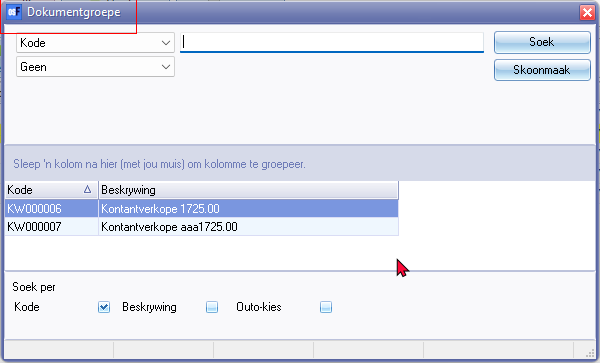 Dokumentgroepe
Kode
Soek
Geen
Skoonmaak
Sleep 'n kolom na hier (met jou muis) om kolomme te groepeer.
Kode Beskrywing
KW000006 Kontantverkope 1725.00
KW000007 Kontantverkope aaa1725.00
Soek per
Kode Beskrywing Outo-kies